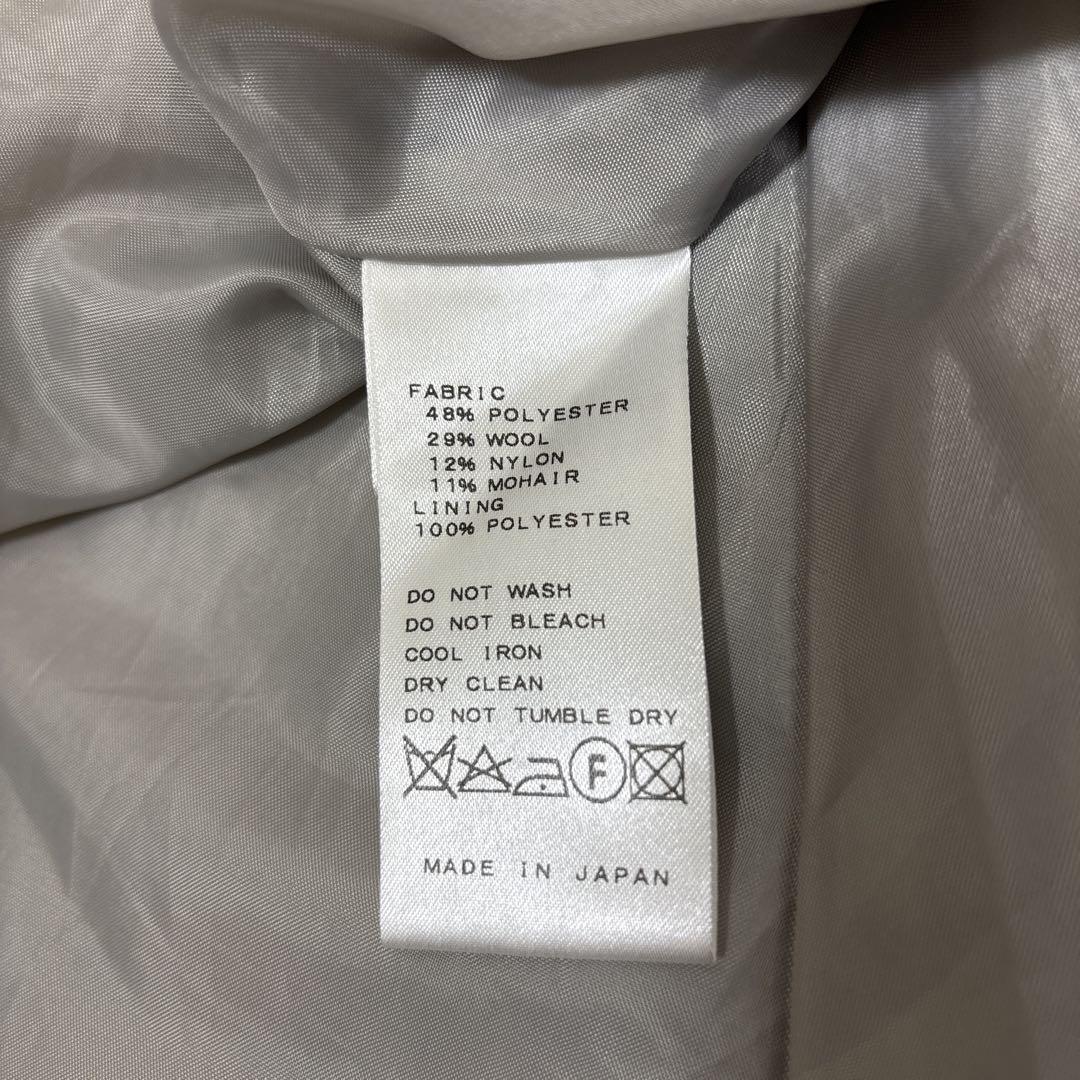 FABRIC
48% POLYESTER
29% WOOL
12% NYLON
11% MOHAIR
LINING
100% POLYESTER
DO NOT WASH
DO NOT BLEACH
COOL IRON
DRY CLEAN
DO NOT TUMBLE DRY
F
MADE IN JAPAN